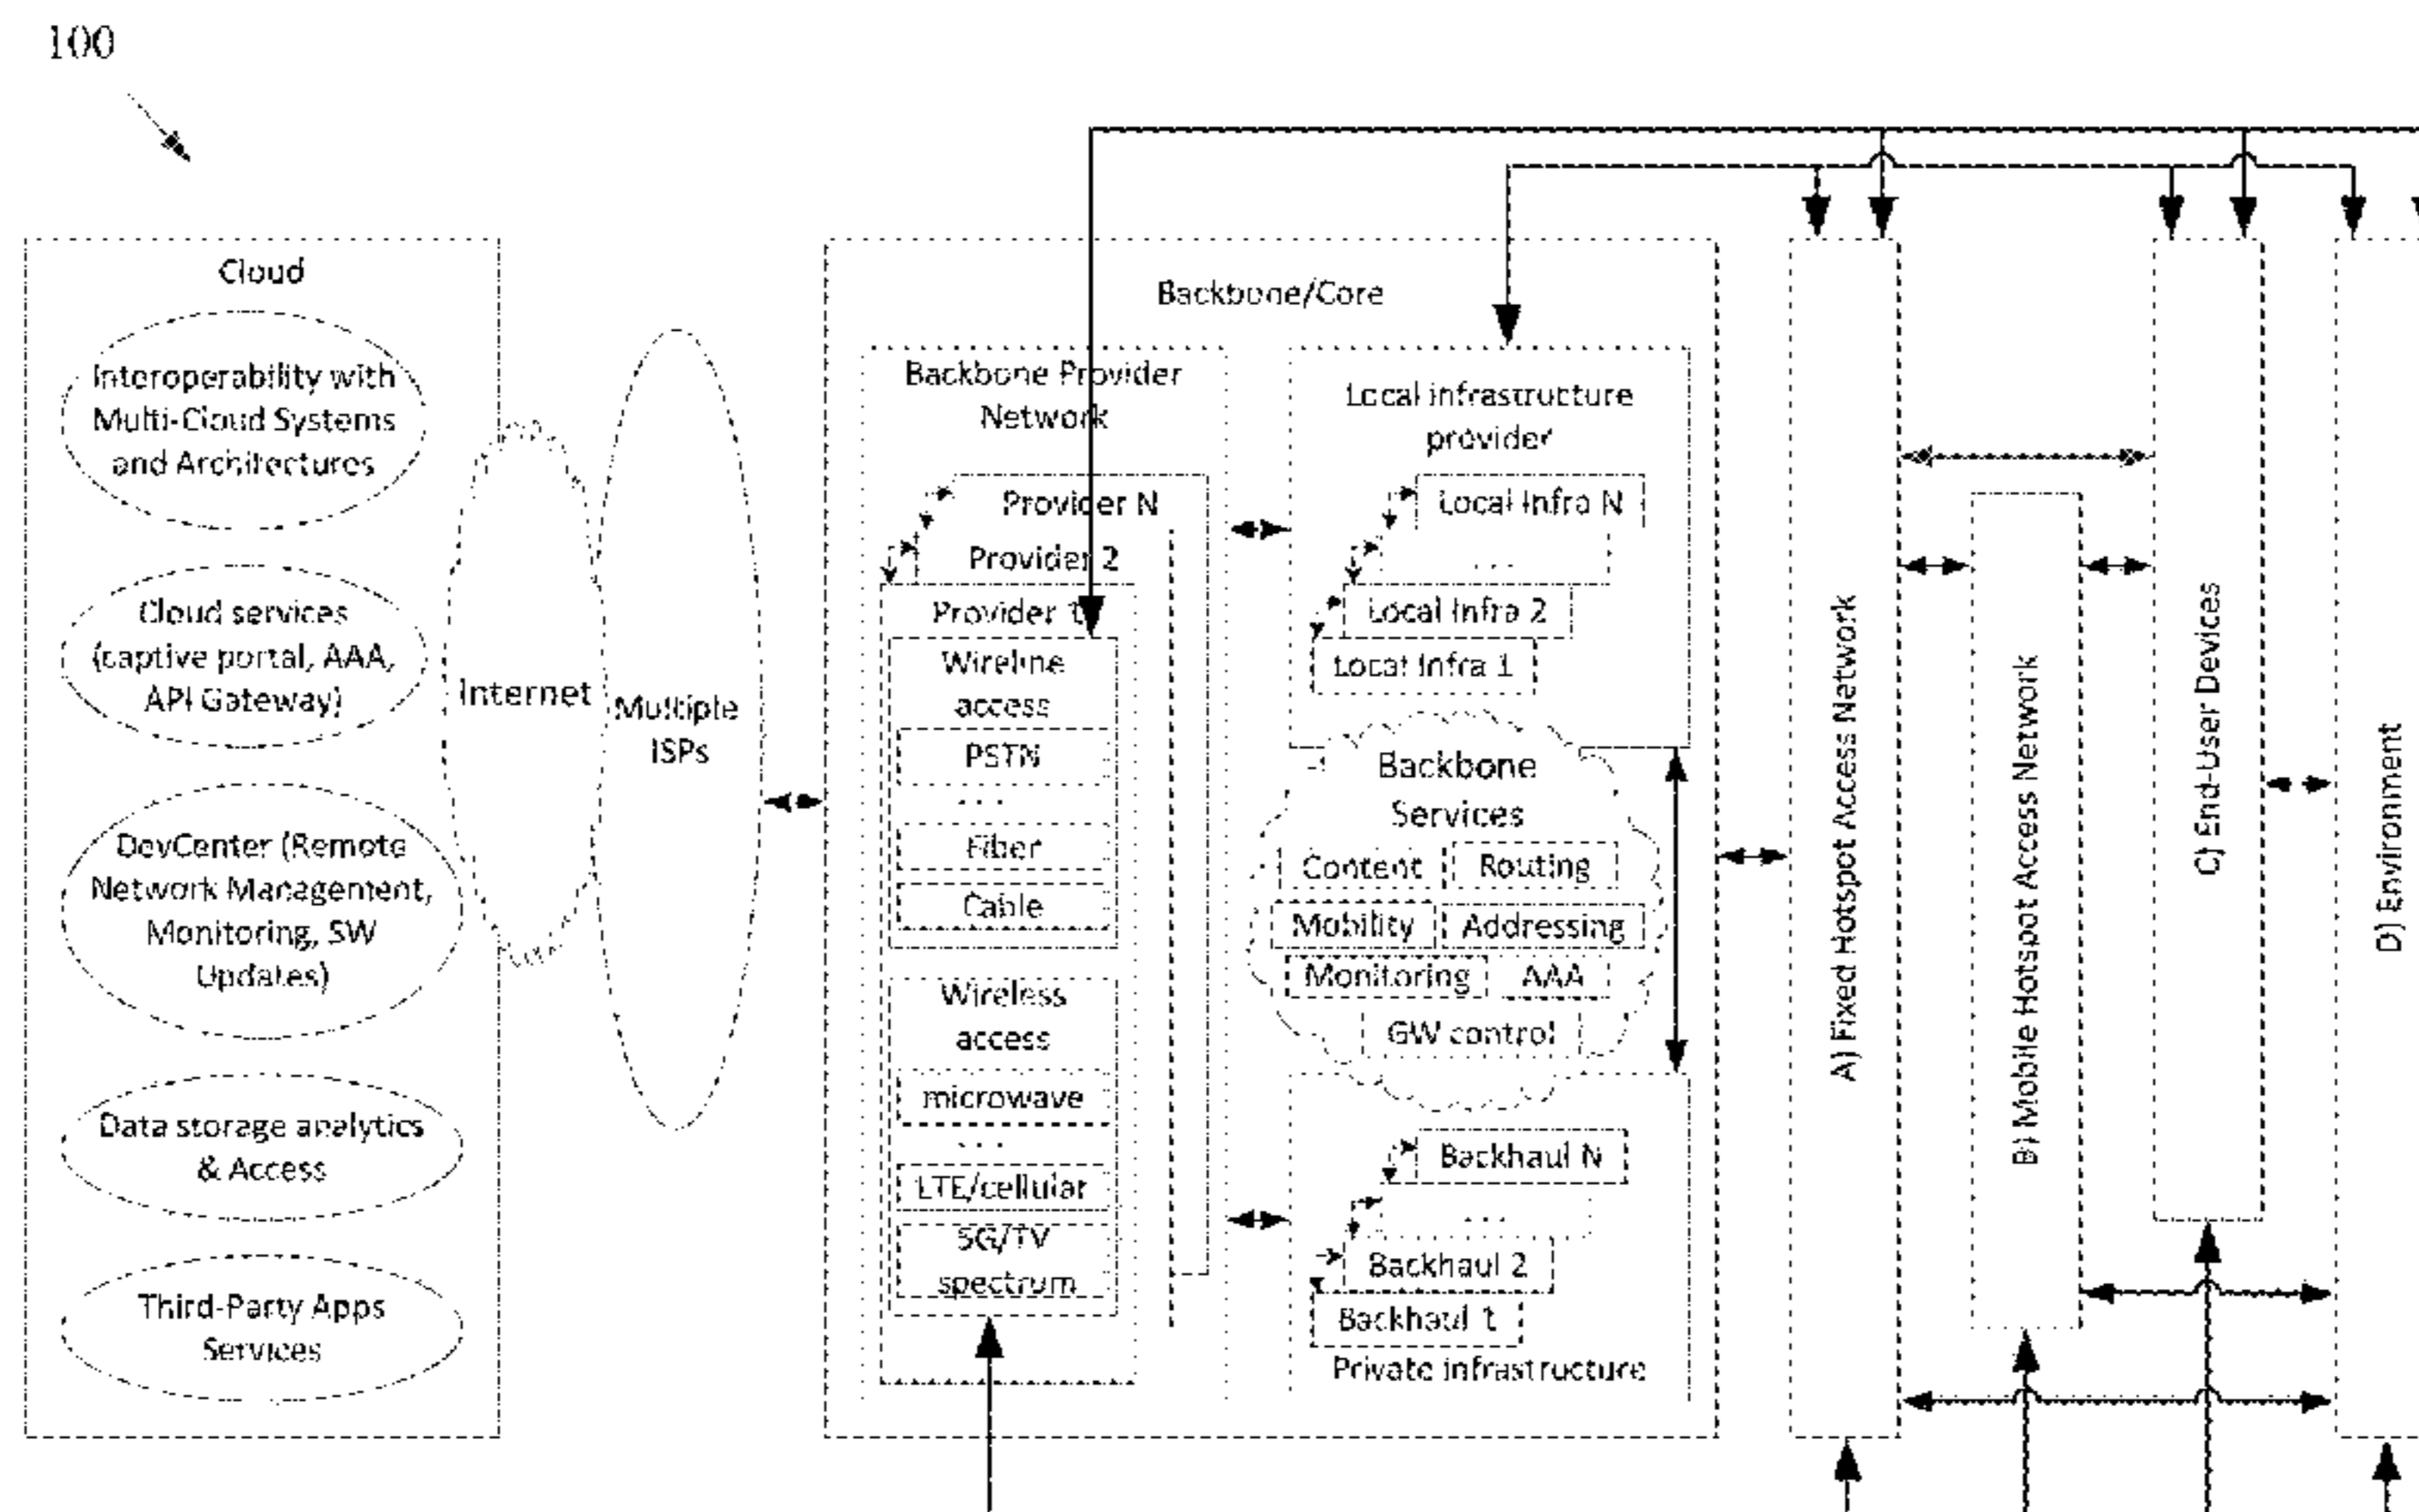 100
Cloud
Interoperability with
Multi-Cloud Systems
and Architectures
Cloud services
(captive portal, AAA,
API Gateway)
DevCenter (Remote
Network Management,
Monitoring, SW
Updates)
Data storage analytics
& Access
Third-Party Apps
Services
Internet
Multiple
ISPs
Backbone/Core
Backbone Provider
Network
Provider N
Provider 2
Provider 1
Wireline
access
PSTN
...
Fiber
Cable
Wireless
access
microwave
...
LTE/cellular
5G/TV
spectrum
Local infrastructure
provider
Local Infra N
...
Local Infra 2
Local Infra 1
Backbone
Services
Content
Routing
Mobility
Addressing
Monitoring
AAA
GW control
Backhaul N
...
Backhaul 2
Backhaul 1
Private infrastructure
A) Fixed Hotspot Access Network
B) Mobile Hotspot Access Network
C) End-User Devices
D) Environment